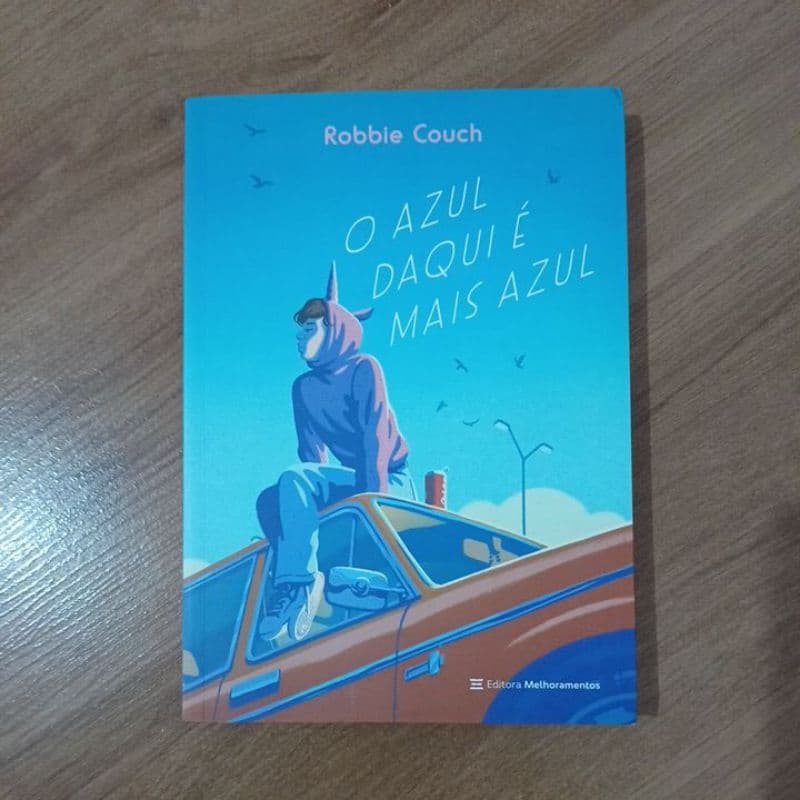 Robbie Couch
O AZUL
DAQUI É
MAIS AZUL
Editora Melhoramentos